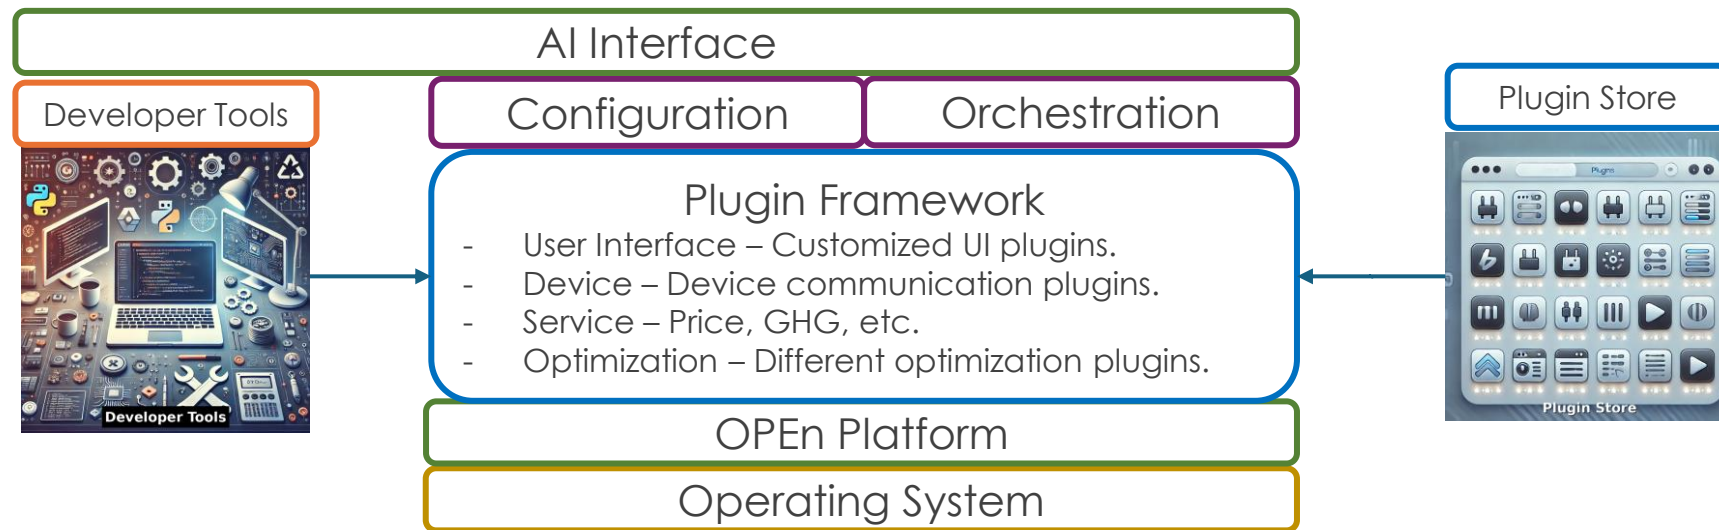 AI Interface
Developer Tools
Configuration
Orchestration
Plugin Store
Plugin Framework
- User Interface – Customized UI plugins.
- Device – Device communication plugins.
- Service – Price, GHG, etc.
- Optimization – Different optimization plugins.
OPEn Platform
Operating System
Developer Tools
Plugins
Plugin Store